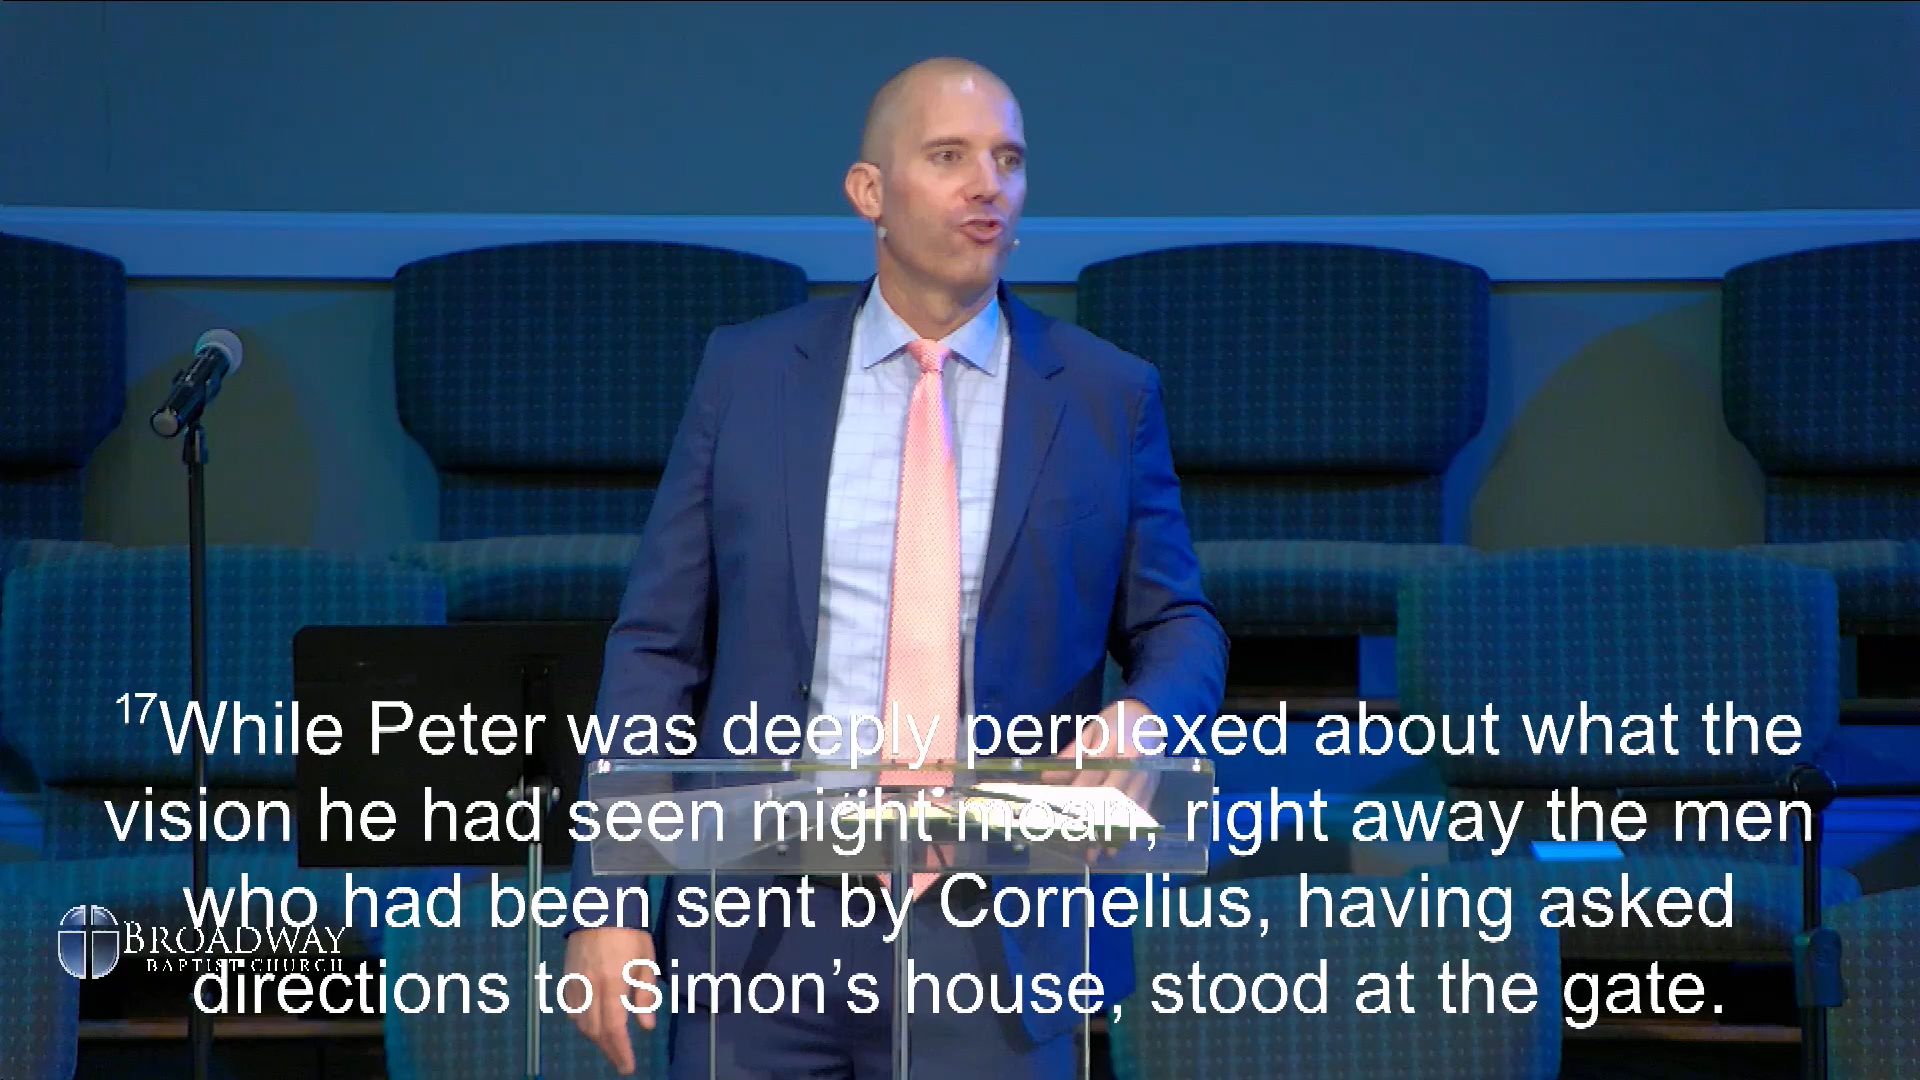 17While Peter was deeply perplexed about what the
vision he had seen might mean, right away the men
who had been sent by Cornelius, having asked
directions to Simon’s house, stood at the gate.
BROADWAY
BAPTIST CHURCH